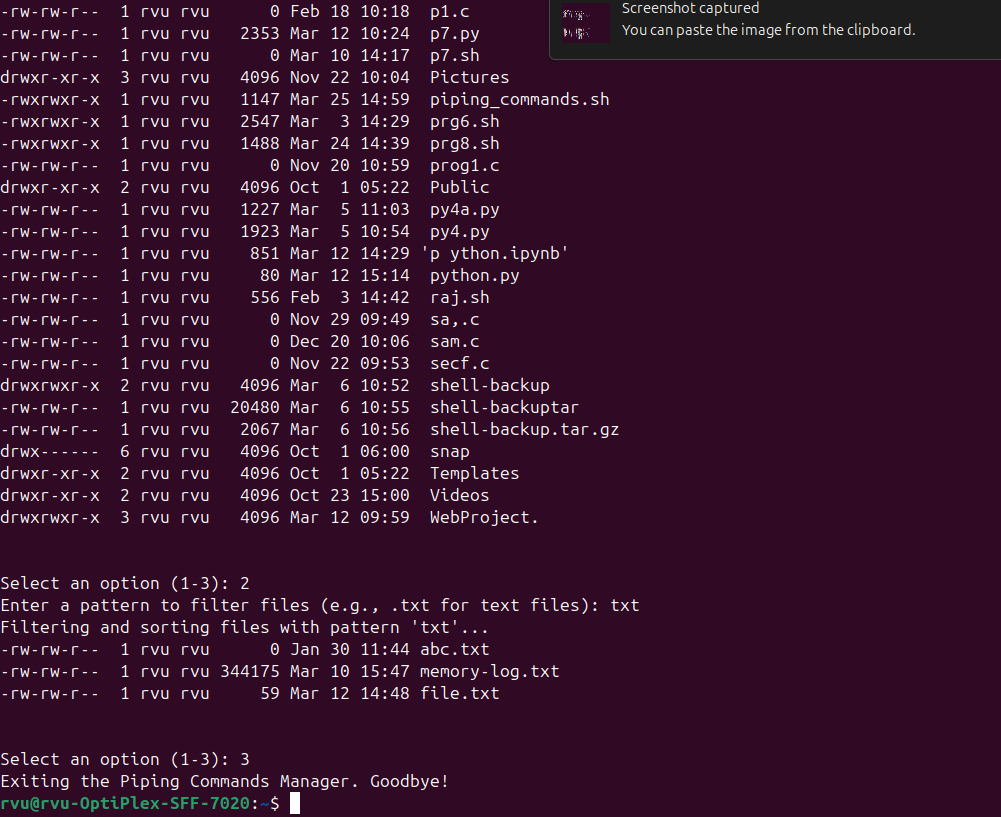 Screenshot captured
You can paste the image from the clipboard.
-rw-rw-r-- 1 rvu rvu 0 Feb 18 10:18 p1.c
-rw-rw-r-- 1 rvu rvu 2353 Mar 12 10:24 p7.py
-rw-rw-r-- 1 rvu rvu 0 Mar 10 14:17 p7.sh
drwxr-xr-x 3 rvu rvu 4096 Nov 22 10:04 Pictures
-rwxrwxr-x 1 rvu rvu 1147 Mar 25 14:59 piping_commands.sh
-rwxrwxr-x 1 rvu rvu 2547 Mar 3 14:29 prg6.sh
-rwxrwxr-x 1 rvu rvu 1488 Mar 24 14:39 prg8.sh
-rw-rw-r-- 1 rvu rvu 0 Nov 20 10:59 prog1.c
drwxr-xr-x 2 rvu rvu 4096 Oct 1 05:22 Public
-rw-rw-r-- 1 rvu rvu 1227 Mar 5 11:03 py4a.py
-rw-rw-r-- 1 rvu rvu 1923 Mar 5 10:54 py4.py
-rw-rw-r-- 1 rvu rvu 851 Mar 12 14:29 'p ython.ipynb'
-rw-rw-r-- 1 rvu rvu 80 Mar 12 15:14 python.py
-rw-rw-r-- 1 rvu rvu 556 Feb 3 14:42 raj.sh
-rw-rw-r-- 1 rvu rvu 0 Nov 29 09:49 sa,.c
-rw-rw-r-- 1 rvu rvu 0 Dec 20 10:06 sam.c
-rw-rw-r-- 1 rvu rvu 0 Nov 22 09:53 secf.c
drwxrwxr-x 2 rvu rvu 4096 Mar 6 10:52 shell-backup
-rw-rw-r-- 1 rvu rvu 20480 Mar 6 10:55 shell-backuptar
-rw-rw-r-- 1 rvu rvu 2067 Mar 6 10:56 shell-backup.tar.gz
drwx------ 6 rvu rvu 4096 Oct 1 06:00 snap
drwxr-xr-x 2 rvu rvu 4096 Oct 1 05:22 Templates
drwxr-xr-x 2 rvu rvu 4096 Oct 23 15:00 Videos
drwxrwxr-x 3 rvu rvu 4096 Mar 12 09:59 WebProject.
Select an option (1-3): 2
Enter a pattern to filter files (e.g., .txt for text files): txt
Filtering and sorting files with pattern 'txt'...
-rw-rw-r-- 1 rvu rvu 0 Jan 30 11:44 abc.txt
-rw-rw-r-- 1 rvu rvu 344175 Mar 10 15:47 memory-log.txt
-rw-rw-r-- 1 rvu rvu 59 Mar 12 14:48 file.txt
Select an option (1-3): 3
Exiting the Piping Commands Manager. Goodbye!
rvu@rvu-OptiPlex-SFF-7020:~$